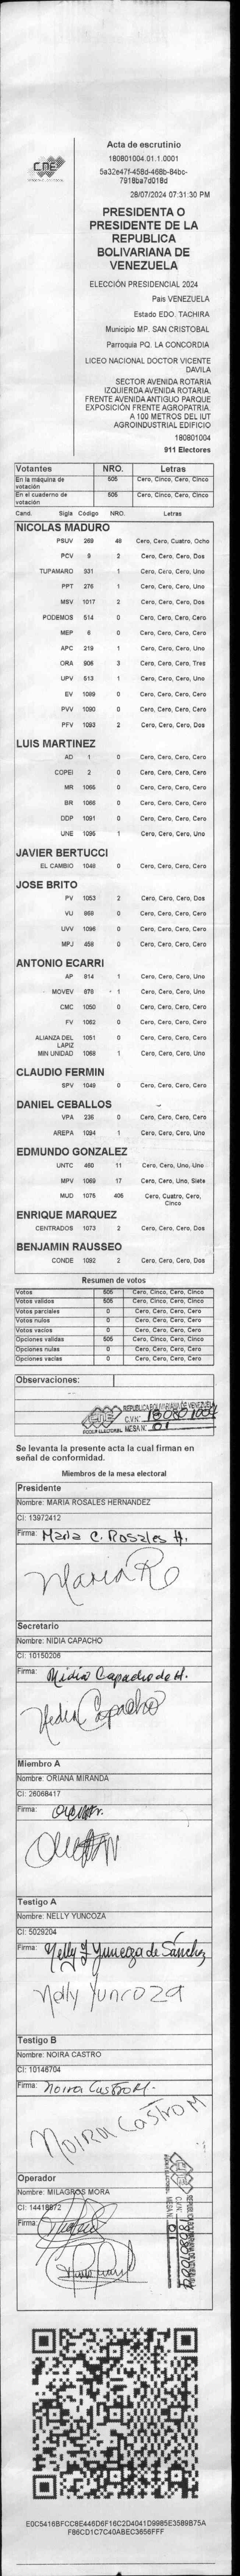 CNE
Acta de escrutinio
180801004.01.1.0001
5a32e47f-458d-468b-84bc-
7918ba7d018d
28/07/2024 07:31:30 PM
PRESIDENTA O
PRESIDENTE DE LA
REPUBLICA
BOLIVARIANA DE
VENEZUELA
ELECCIÓN PRESIDENCIAL 2024
Pais VENEZUELA
Estado EDO. TACHIRA
Municipio MP. SAN CRISTOBAL
Parroquia PQ. LA CONCORDIA
LICEO NACIONAL DOCTOR VICENTE
DAVILA
SECTOR AVENIDA ROTARIA
IZQUIERDA AVENIDA ROTARIA.
FRENTE AVENIDA ANTIGUO PARQUE
EXPOSICIÓN FRENTE AGROPATRIA.
A 100 METROS DEL IUT
AGROINDUSTRIAL EDIFICIO
180801004
911 Electores
Votantes NRO. Letras
En la máquina de votación 505 Cero, Cinco, Cero, Cinco
En el cuaderno de votación 505 Cero, Cinco, Cero, Cinco
Cand. Sigla Código NRO. Letras
NICOLAS MADURO
PSUV 269 48 Cero, Cero, Cuatro, Ocho
PCV 9 2 Cero, Cero, Cero, Dos
TUPAMARO 931 1 Cero, Cero, Cero, Uno
PPT 276 1 Cero, Cero, Cero, Uno
MSV 1017 2 Cero, Cero, Cero, Dos
PODEMOS 514 0 Cero, Cero, Cero, Cero
MEP 6 0 Cero, Cero, Cero, Cero
APC 219 1 Cero, Cero, Cero, Uno
ORA 906 3 Cero, Cero, Cero, Tres
UPV 513 1 Cero, Cero, Cero, Uno
EV 1089 0 Cero, Cero, Cero, Cero
PVV 1090 0 Cero, Cero, Cero, Cero
PFV 1093 2 Cero, Cero, Cero, Dos
LUIS MARTINEZ
AD 1 0 Cero, Cero, Cero, Cero
COPEI 2 0 Cero, Cero, Cero, Cero
MR 1065 0 Cero, Cero, Cero, Cero
BR 1066 0 Cero, Cero, Cero, Cero
DDP 1091 0 Cero, Cero, Cero, Cero
UNE 1095 1 Cero, Cero, Cero, Uno
JAVIER BERTUCCI
EL CAMBIO 1048 0 Cero, Cero, Cero, Cero
JOSE BRITO
PV 1053 2 Cero, Cero, Cero, Dos
VU 868 0 Cero, Cero, Cero, Cero
UVV 1096 0 Cero, Cero, Cero, Cero
MPJ 458 0 Cero, Cero, Cero, Cero
ANTONIO ECARRI
AP 814 1 Cero, Cero, Cero, Uno
MOVEV 870 1 Cero, Cero, Cero, Uno
CMC 1050 0 Cero, Cero, Cero, Cero
FV 1062 0 Cero, Cero, Cero, Cero
ALIANZA DEL LAPIZ 1051 0 Cero, Cero, Cero, Cero
MIN UNIDAD 1068 1 Cero, Cero, Cero, Uno
CLAUDIO FERMIN
SPV 1049 0 Cero, Cero, Cero, Cero
DANIEL CEBALLOS
VPA 236 0 Cero, Cero, Cero, Cero
AREPA 1094 1 Cero, Cero, Cero, Uno
EDMUNDO GONZALEZ
UNTC 460 11 Cero, Cero, Uno, Uno
MPV 1069 17 Cero, Cero, Uno, Siete
MUD 1075 405 Cero, Cuatro, Cero, Cinco
ENRIQUE MARQUEZ
CENTRADOS 1073 2 Cero, Cero, Cero, Dos
BENJAMIN RAUSSEO
CONDE 1092 2 Cero, Cero, Cero, Dos
Resumen de votos
Votos 505 Cero, Cinco, Cero, Cinco
Votos validos 505 Cero, Cinco, Cero, Cinco
Votos parciales 0 Cero, Cero, Cero, Cero
Votos nulos 0 Cero, Cero, Cero, Cero
Votos vacios 0 Cero, Cero, Cero, Cero
Opciones validas 505 Cero, Cinco, Cero, Cinco
Opciones nulas 0 Cero, Cero, Cero, Cero
Opciones vacias 0 Cero, Cero, Cero, Cero
Observaciones:
REPUBLICA BOLIVARIANA DE VENEZUELA
CNE C.V.N° 180801004
PODER ELECTORAL MESA N° 01
Se levanta la presente acta la cual firman en
señal de conformidad.
Miembros de la mesa electoral
Presidente
Nombre: MARIA ROSALES HERNANDEZ
CI: 13972412
Firma: Maria C. Rosales H.
Maria R
Secretario
Nombre: NIDIA CAPACHO
CI: 10150206
Firma: Nidia Capacho de H.
Nidia Capacho
Miembro A
Nombre: ORIANA MIRANDA
CI: 26068417
Firma:
Testigo A
Nombre: NELLY YUNCOZA
CI: 5029204
Firma: Nelly Y Yuncoza de Sánchez
Nelly Yuncoza
Testigo B
Nombre: NOIRA CASTRO
CI: 10146704
Firma: Noira Castro M.
Noira Castro M
Operador
Nombre: MILAGROS MORA
CI: 14418872
Firma:
REPUBLICA BOLIVARIANA DE VENEZUELA
CNE C.V.N° 180801004
MESA N° 01
E0C5416BFCC8E446D6F16C2D4041D9985E3589B75A
F86CD1C7C40ABEC3656FFF